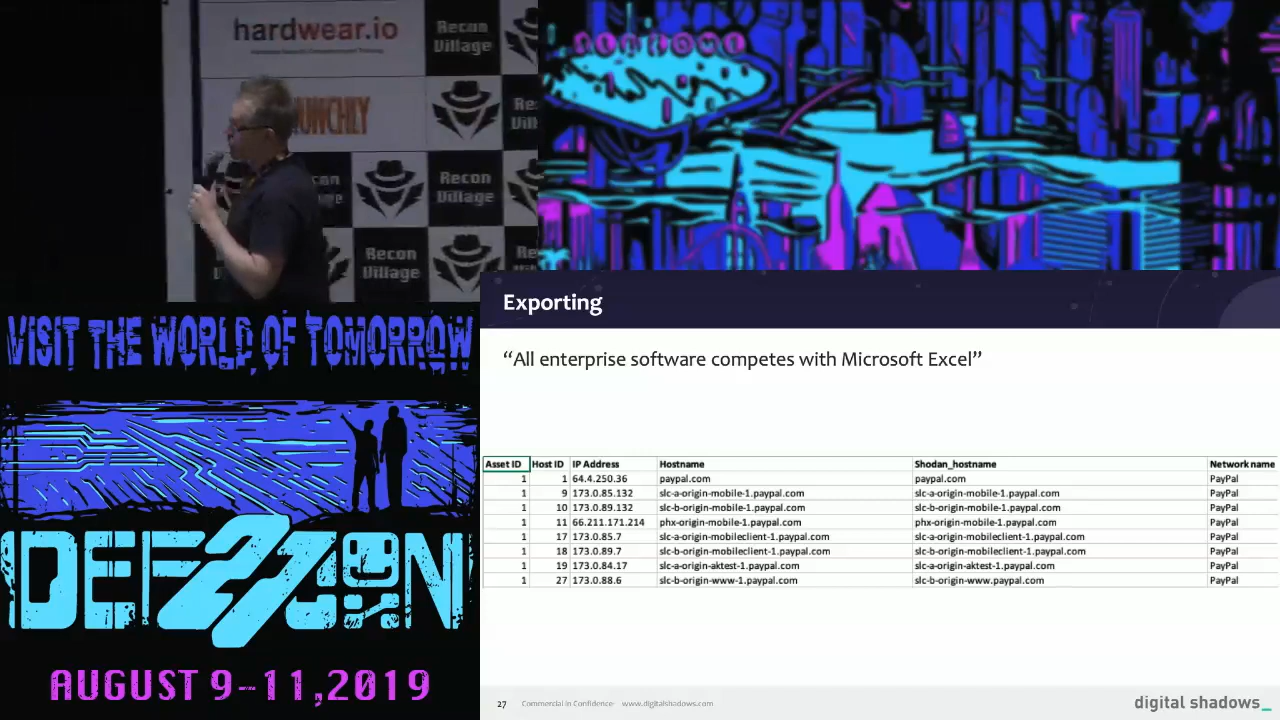 hardwear.io
Recon
Village
UNCHLY
Re
Vill
con
ge
Recon
Village
Recon
Village
VISIT THE WORLD OF TOMORROW
DEFCON
27
AUGUST 9-11,2019
Exporting
“All enterprise software competes with Microsoft Excel”
Asset ID Host ID IP Address Hostname Shodan_hostname Network name
1 1 64.4.250.36 paypal.com paypal.com PayPal
1 9 173.0.85.132 slc-a-origin-mobile-1.paypal.com slc-a-origin-mobile-1.paypal.com PayPal
1 10 173.0.89.132 slc-b-origin-mobile-1.paypal.com slc-b-origin-mobile-1.paypal.com PayPal
1 11 66.211.171.214 phx-origin-mobile-1.paypal.com phx-origin-mobile-1.paypal.com PayPal
1 17 173.0.85.7 slc-a-origin-mobileclient-1.paypal.com slc-a-origin-mobileclient-1.paypal.com PayPal
1 18 173.0.89.7 slc-b-origin-mobileclient-1.paypal.com slc-b-origin-mobileclient-1.paypal.com PayPal
1 19 173.0.84.17 slc-a-origin-aktest-1.paypal.com slc-a-origin-aktest-1.paypal.com PayPal
1 27 173.0.88.6 slc-b-origin-www-1.paypal.com slc-b-origin-www.paypal.com PayPal
27 Commercial in Confidence www.digitalshadows.com
digital shadows_